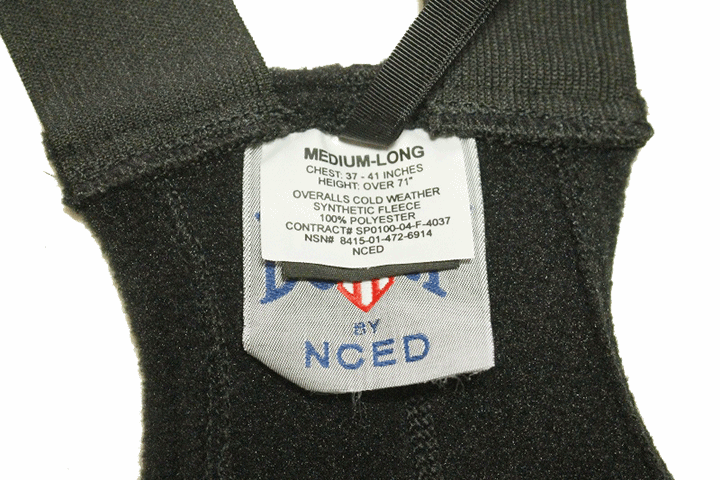 MEDIUM-LONG
CHEST: 37 - 41 INCHES
HEIGHT: OVER 71"
OVERALLS COLD WEATHER
SYNTHETIC FLEECE
100% POLYESTER
CONTRACT# SP0100-04-F-4037
NSN# 8415-01-472-6914
NCED
BY
NCED